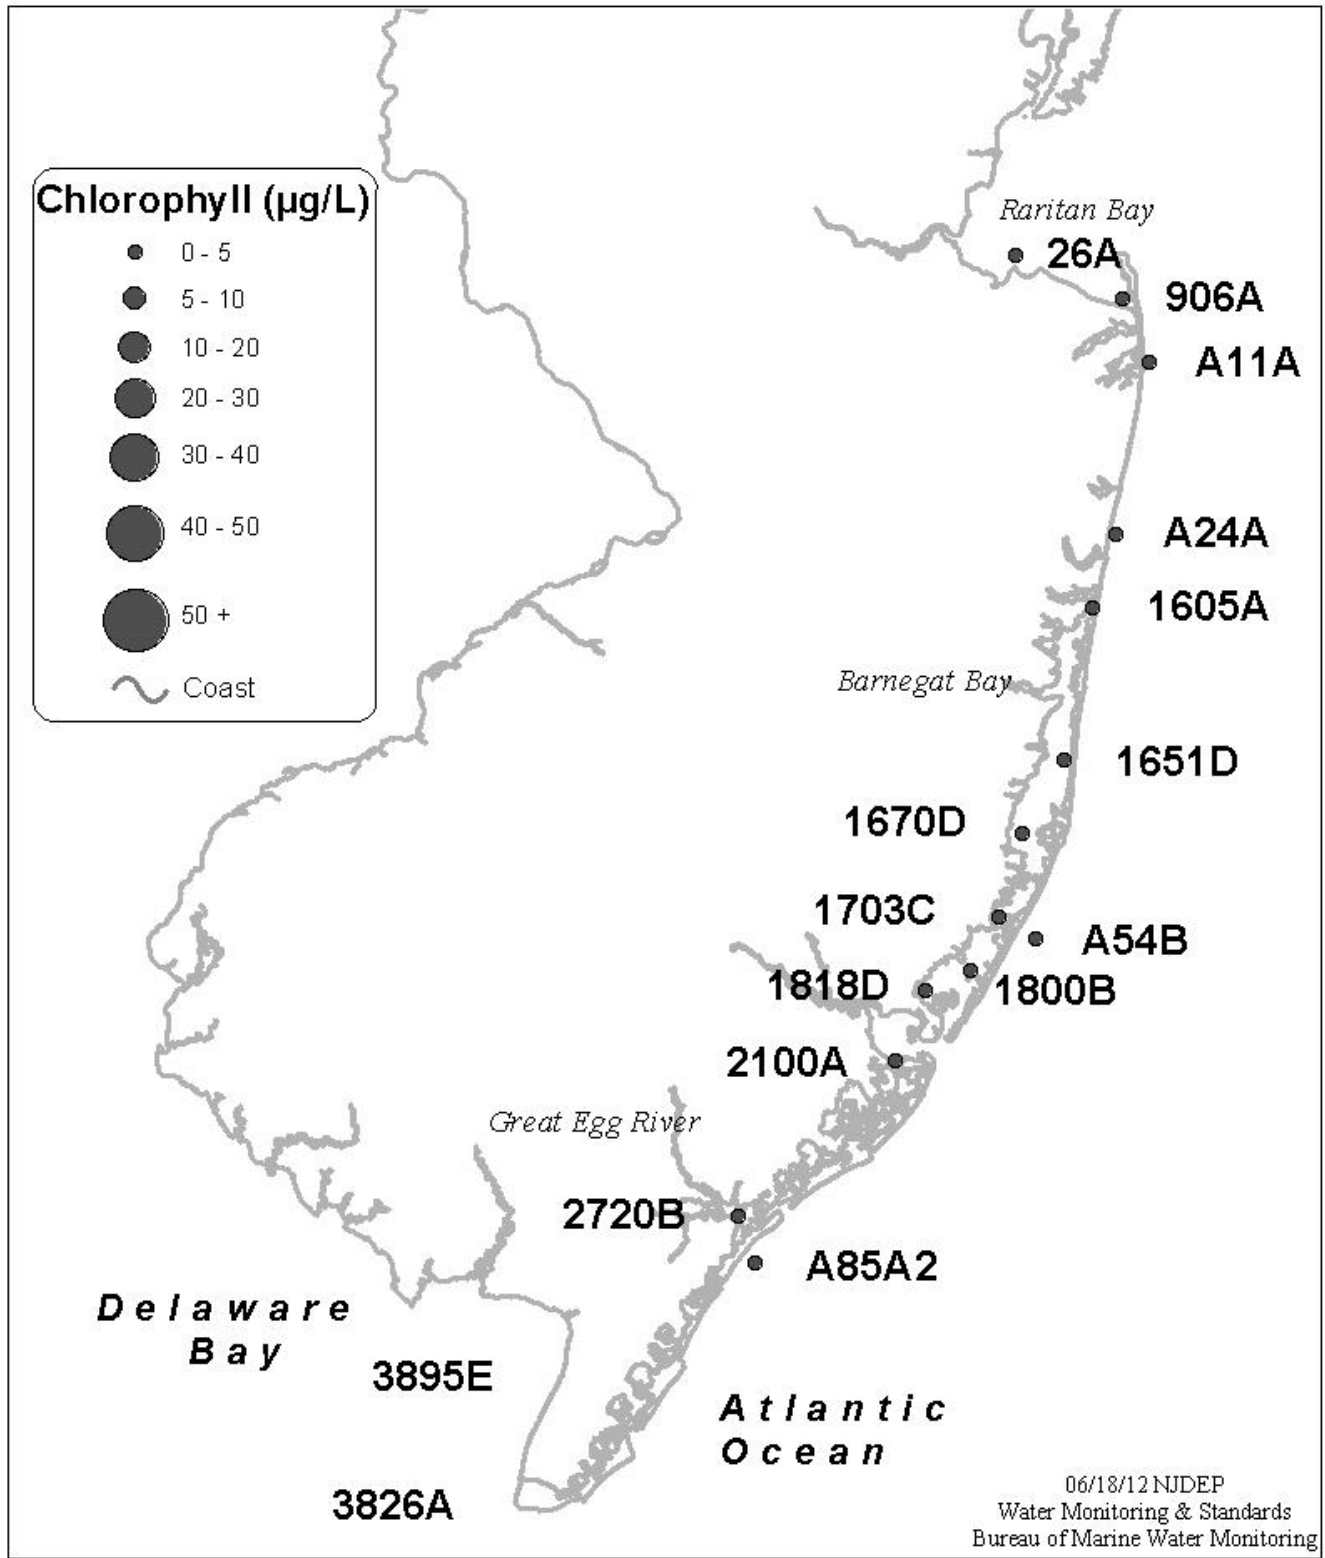 Chlorophyll (µg/L)
0 - 5
5 - 10
10 - 20
20 - 30
30 - 40
40 - 50
50 +
Coast
Raritan Bay
26A
906A
A11A
A24A
1605A
Barnegat Bay
1651D
1670D
1703C
A54B
1818D
1800B
2100A
Great Egg River
2720B
A85A2
Delaware
Bay
3895E
Atlantic
Ocean
3826A
06/18/12 NJDEP
Water Monitoring & Standards
Bureau of Marine Water Monitoring